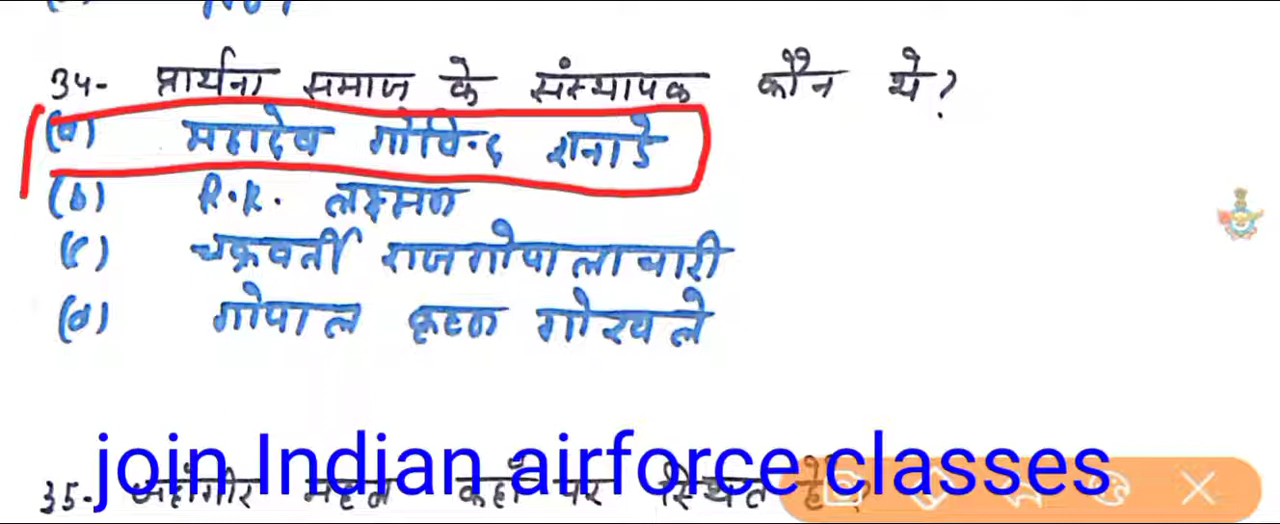 34- प्रार्थना समाज के संस्थापक कौन थे?
(a) महादेव गोविन्द रानाडे
(b) R.K. लक्ष्मण
(c) चक्रवर्ती राजगोपालाचारी
(d) गोपाल कृष्ण गोखले
join Indian airforce classes
35- जहाँगीर महल कहाँ पर स्थित है?